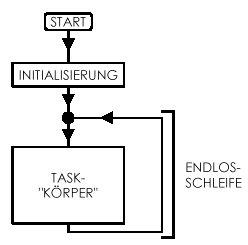 START
INITIALISIERUNG
TASK-
"KÖRPER"
ENDLOS-
SCHLEIFE